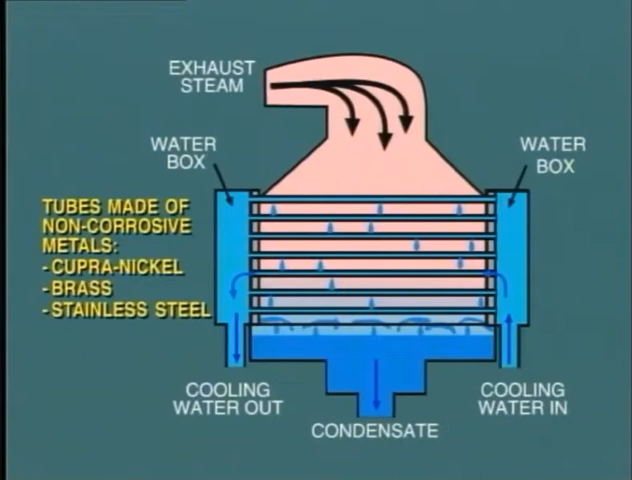 EXHAUST
STEAM
WATER
BOX
WATER
BOX
TUBES MADE OF
NON-CORROSIVE
METALS:
- CUPRA-NICKEL
- BRASS
- STAINLESS STEEL
COOLING
WATER OUT
COOLING
WATER IN
CONDENSATE